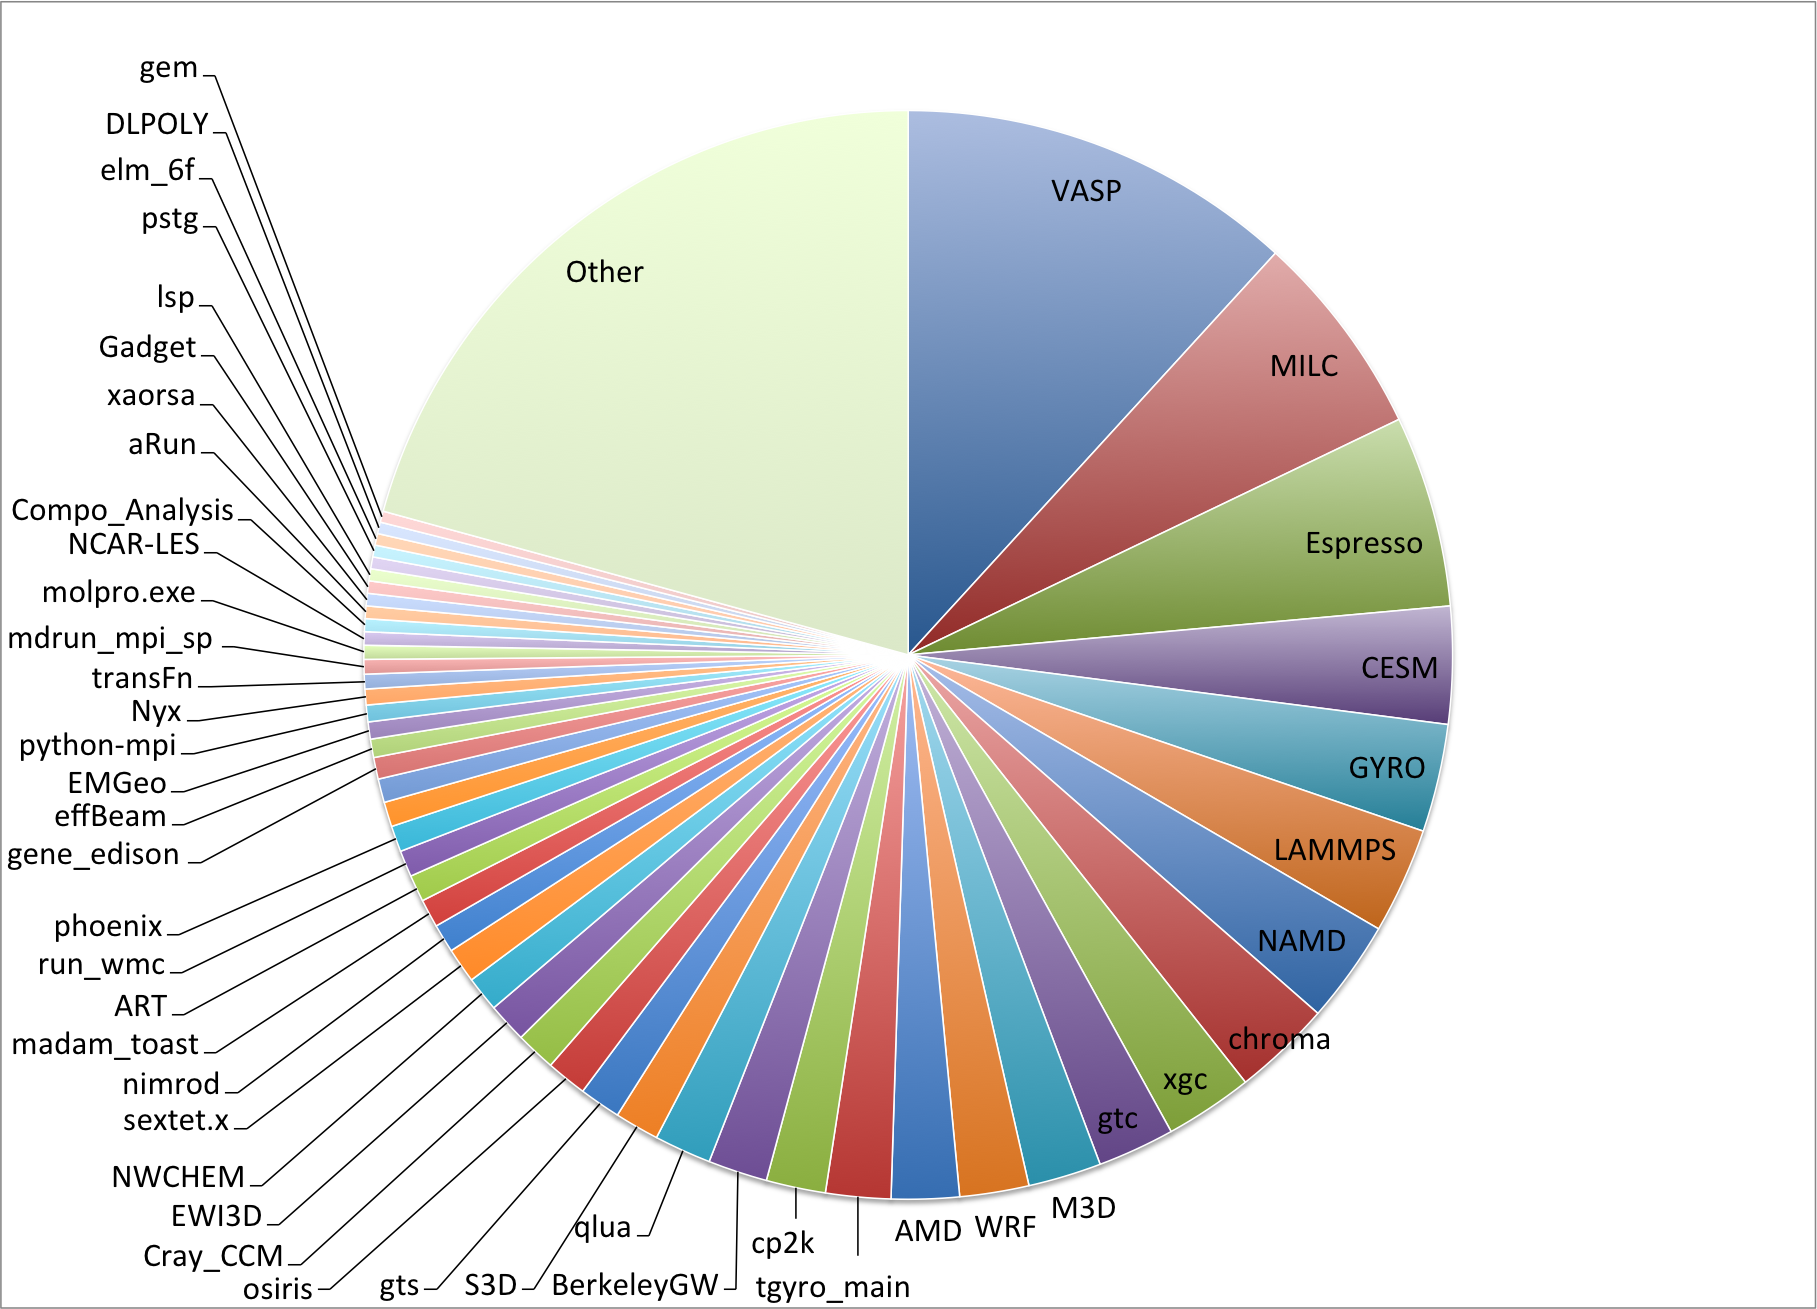 VASP
MILC
Espresso
CESM
GYRO
LAMMPS
NAMD
chroma
xgc
gtc
M3D
WRF
AMD
tgyro_main
cp2k
BerkeleyGW
qlua
S3D
gts
osiris
Cray_CCM
EWI3D
NWCHEM
sextet.x
nimrod
madam_toast
ART
run_wmc
phoenix
gene_edison
effBeam
EMGeo
python-mpi
Nyx
transFn
mdrun_mpi_sp
molpro.exe
NCAR-LES
Compo_Analysis
aRun
xaorsa
Gadget
lsp
pstg
elm_6f
DLPOLY
gem
Other